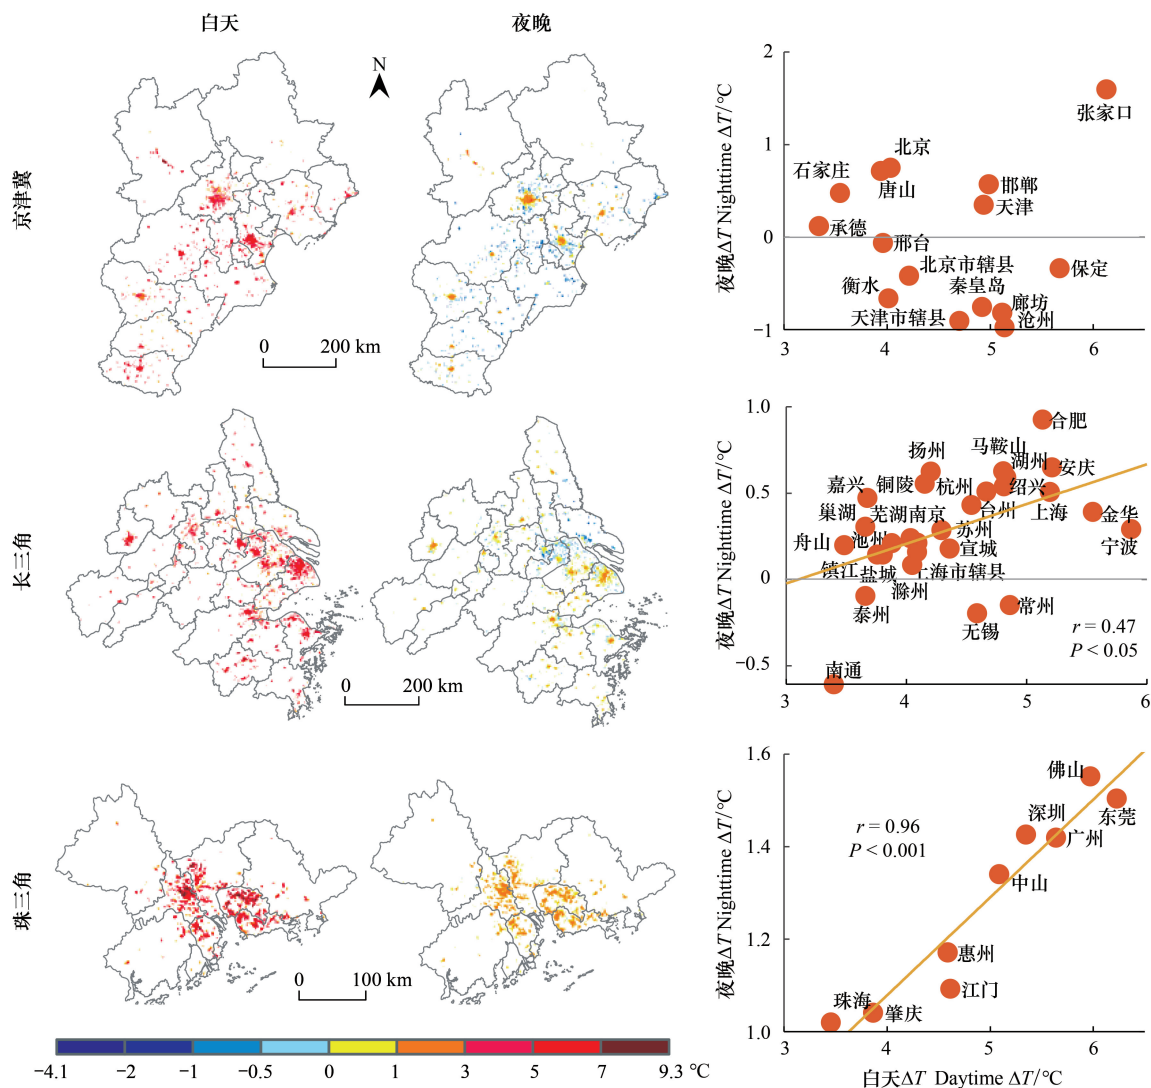 白天
夜晚
N
京津冀
0
200 km
夜晚ΔT Nighttime ΔT/℃
2
1
0
−1
3
4
5
6
张家口
北京
石家庄
唐山
邯郸
天津
承德
邢台
北京市辖县
保定
衡水
秦皇岛
廊坊
天津市辖县
沧州
长三角
0
200 km
夜晚ΔT Nighttime ΔT/℃
1.0
0.5
0
−0.5
3
4
5
6
合肥
扬州
马鞍山
湖州
安庆
嘉兴
铜陵
杭州
绍兴
巢湖
芜湖
南京
台州
上海
金华
舟山
池州
苏州
宁波
宣城
镇江
盐城
上海市辖县
滁州
泰州
常州
无锡
南通
r = 0.47
P < 0.05
珠三角
0
100 km
夜晚ΔT Nighttime ΔT/℃
1.6
1.4
1.2
1.0
3
4
5
6
佛山
东莞
深圳
广州
r = 0.96
P < 0.001
中山
惠州
江门
珠海
肇庆
白天ΔT Daytime ΔT/℃
−4.1
−2
−1
−0.5
0
1
3
5
7
9.3 ℃